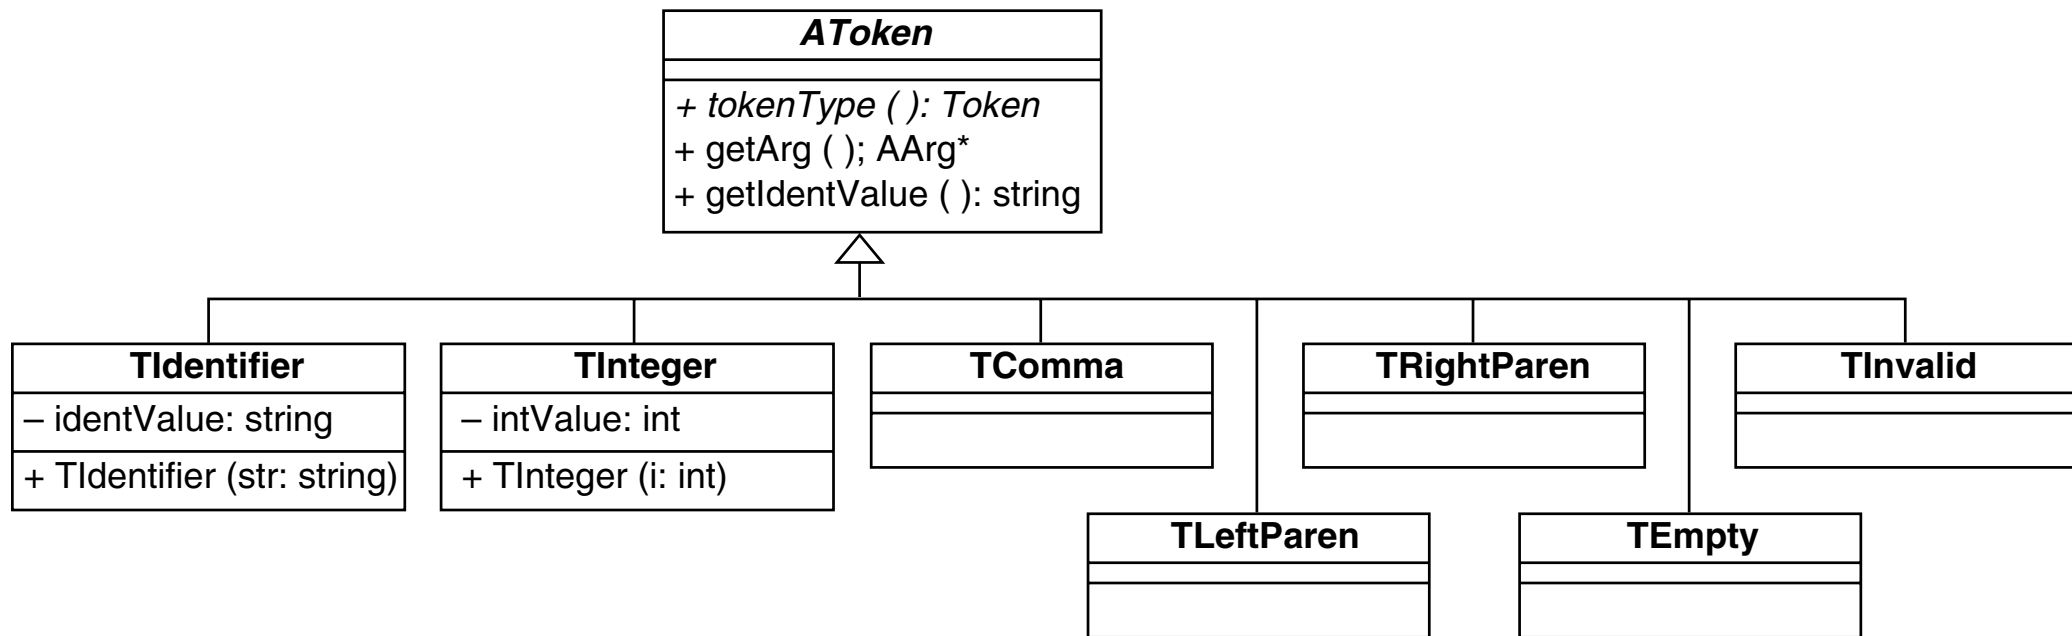 AToken
+ tokenType ( ): Token
+ getArg ( ); AArg*
+ getIdentValue ( ): string
TIdentifier
– identValue: string
+ TIdentifier (str: string)
TInteger
– intValue: int
+ TInteger (i: int)
TComma
TRightParen
TInvalid
TLeftParen
TEmpty